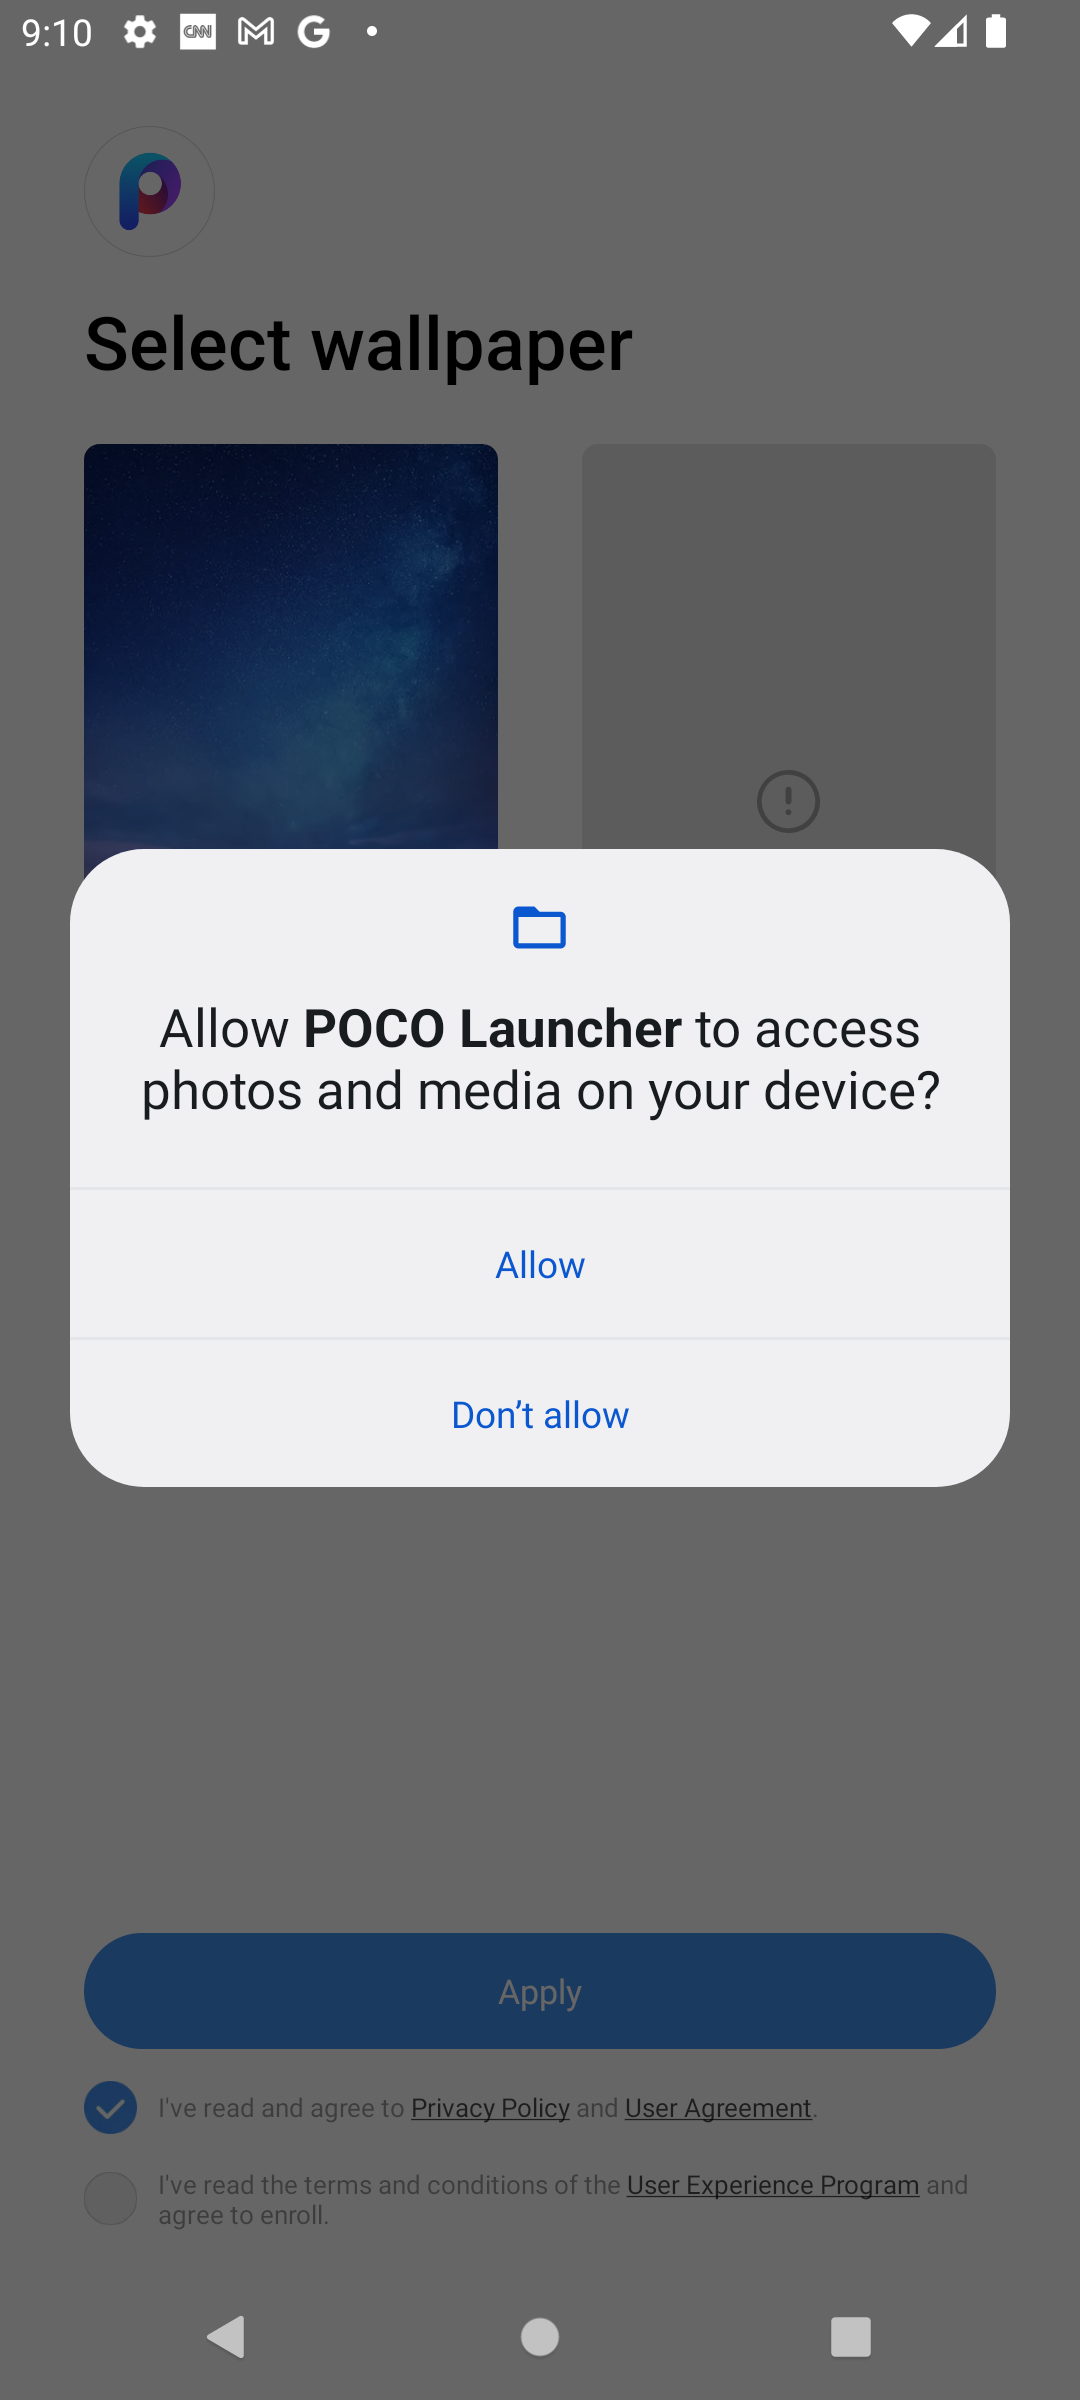 9:10
CNN
Select wallpaper
Allow POCO Launcher to access
photos and media on your device?
Allow
Don’t allow
Apply
I've read and agree to Privacy Policy and User Agreement.
I've read the terms and conditions of the User Experience Program and
agree to enroll.